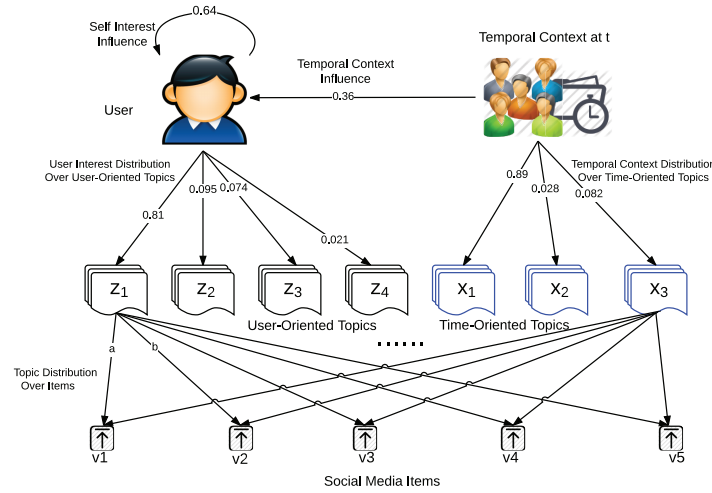 0.64
Self Interest
Influence
Temporal Context at t
Temporal Context
Influence
0.36
User
User Interest Distribution
Over User-Oriented Topics
Temporal Context Distribution
Over Time-Oriented Topics
0.81
0.095
0.074
0.021
0.89
0.028
0.082
z1
z2
z3
z4
x1
x2
x3
User-Oriented Topics
Time-Oriented Topics
......
a
b
Topic Distribution
Over Items
v1
v2
v3
v4
v5
Social Media Items